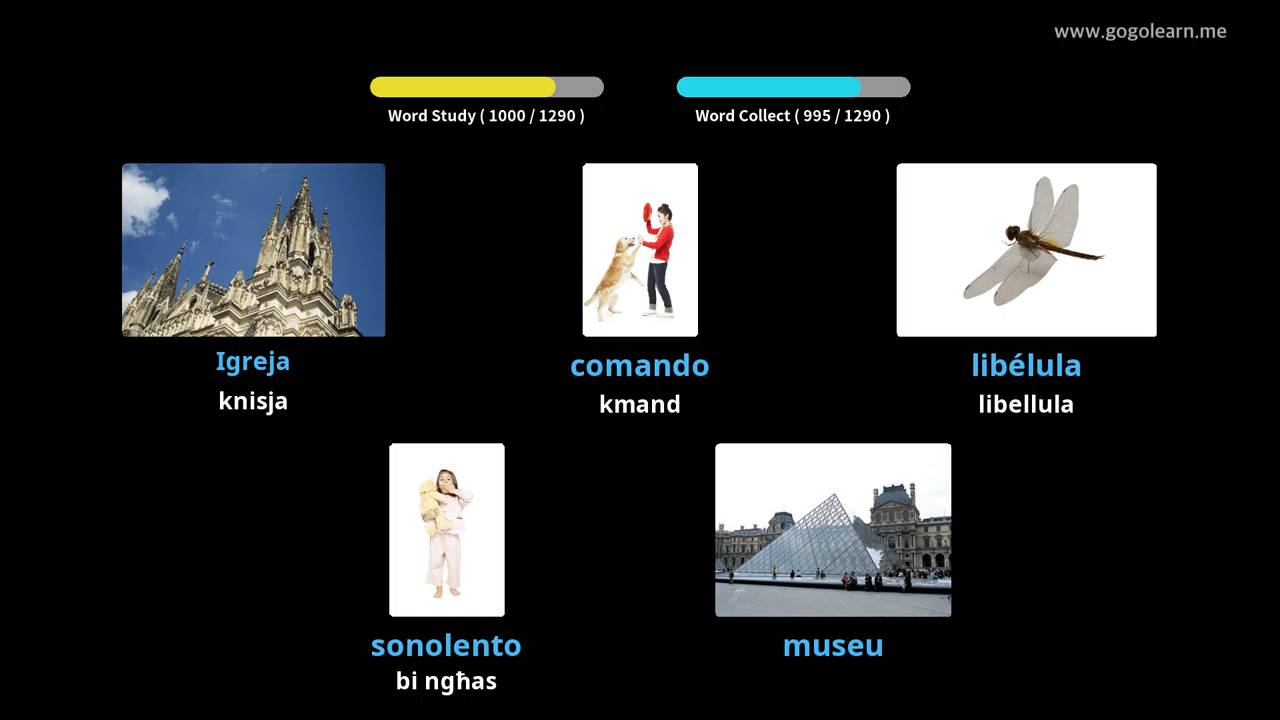 www.gogolearn.me
Word Study ( 1000 / 1290 )
Word Collect ( 995 / 1290 )
Igreja
knisja
comando
kmand
libélula
libellula
sonolento
bi ngħas
museu